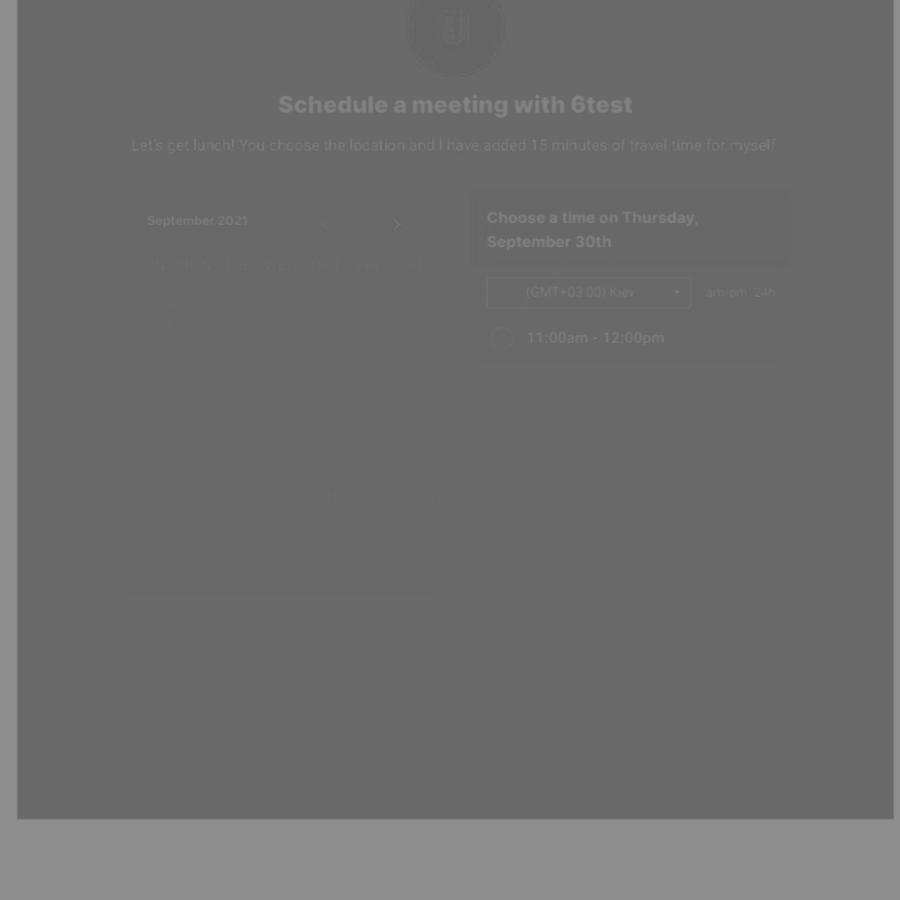 Schedule a meeting with 6test
Let's get lunch! You choose the location and I have added 15 minutes of travel time for myself
September 2021
Choose a time on Thursday,
September 30th
(GMT+03:00) Kiev
am/pm 24h
11:00am - 12:00pm